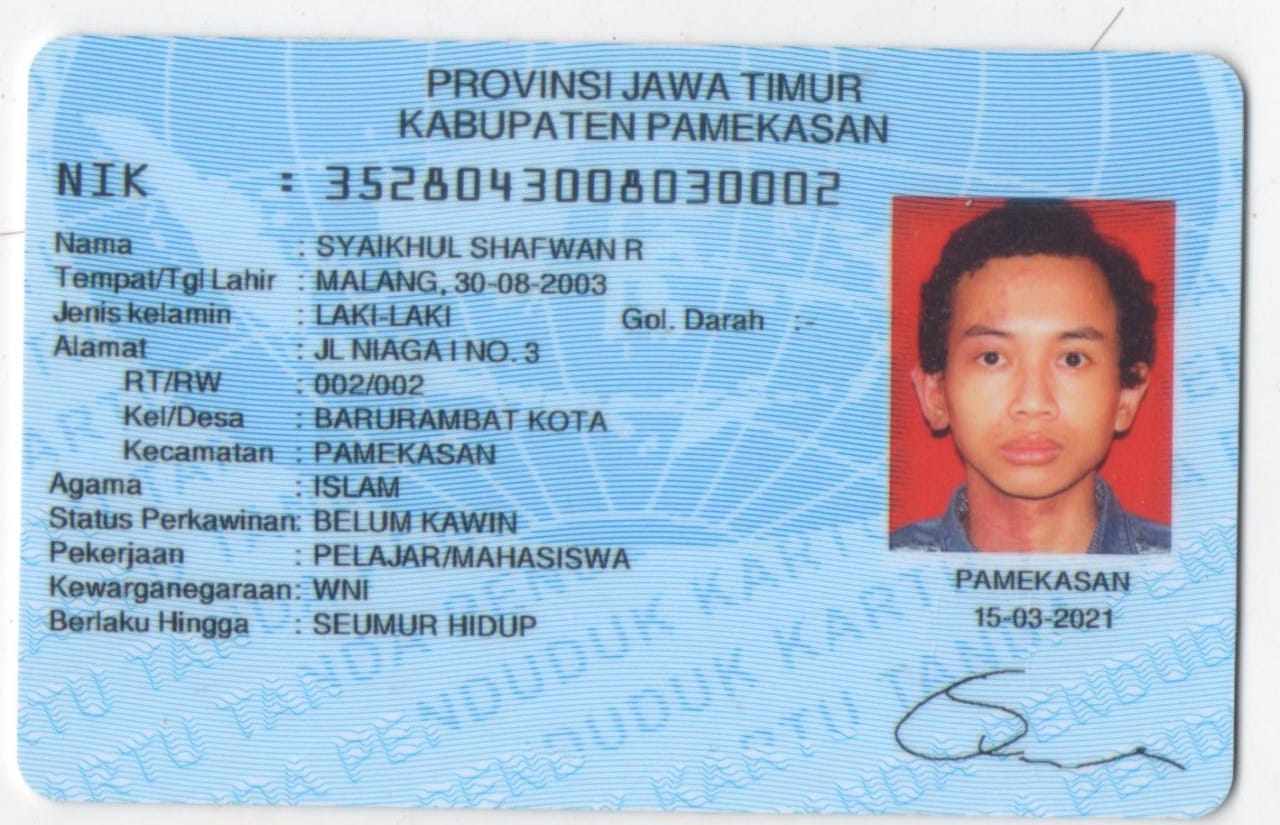 PROVINSI JAWA TIMUR
KABUPATEN PAMEKASAN
NIK : 3528043008030002
Nama : SYAIKHUL SHAFWAN R
Tempat/Tgl Lahir : MALANG, 30-08-2003
Jenis kelamin : LAKI-LAKI Gol. Darah :-
Alamat : JL NIAGA I NO. 3
RT/RW : 002/002
Kel/Desa : BARURAMBAT KOTA
Kecamatan : PAMEKASAN
Agama : ISLAM
Status Perkawinan: BELUM KAWIN
Pekerjaan : PELAJAR/MAHASISWA
Kewarganegaraan: WNI
Berlaku Hingga : SEUMUR HIDUP
PAMEKASAN
15-03-2021